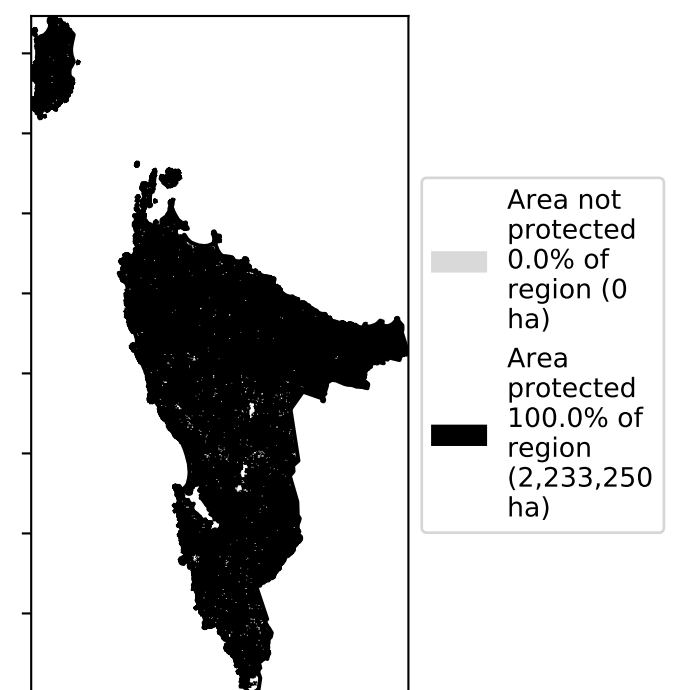 Area not
protected
0.0% of
region (0
ha)
Area
protected
100.0% of
region
(2,233,250
ha)